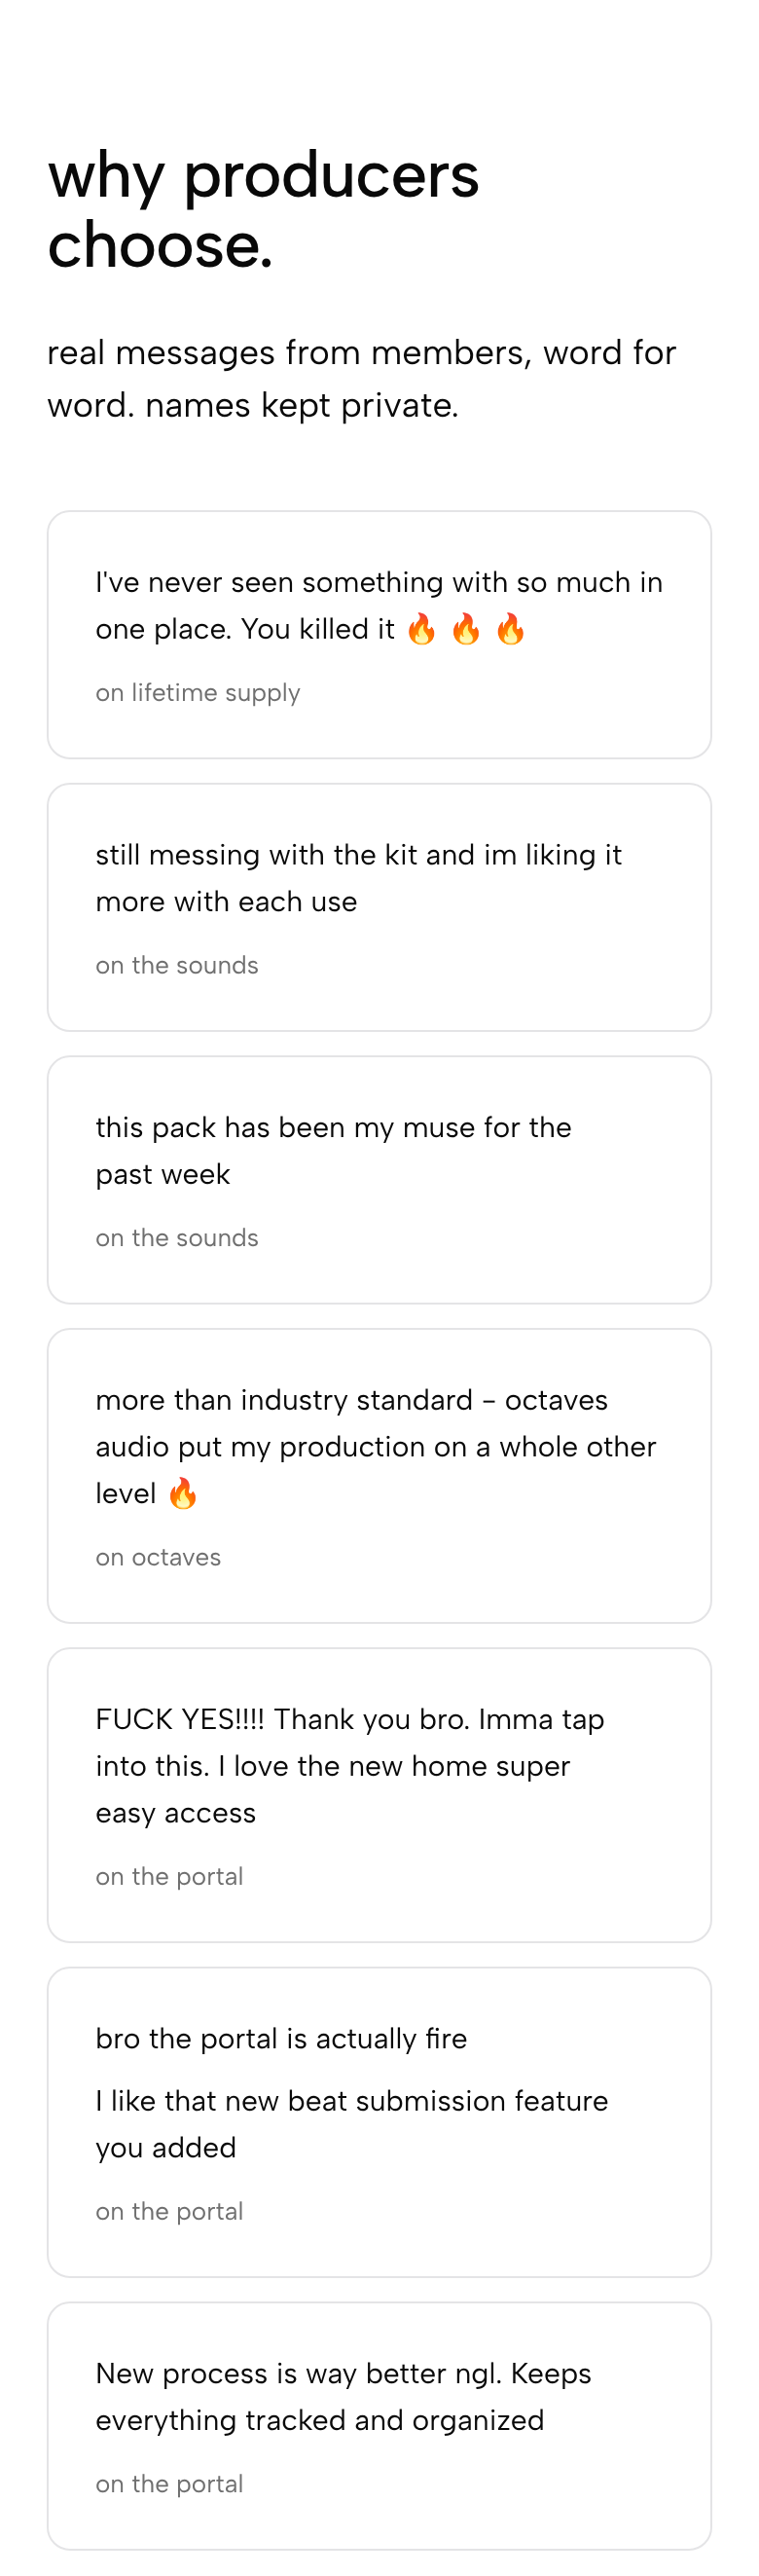 why producers
choose.
real messages from members, word for
word. names kept private.
I've never seen something with so much in
one place. You killed it 🔥 🔥 🔥
on lifetime supply
still messing with the kit and im liking it
more with each use
on the sounds
this pack has been my muse for the
past week
on the sounds
more than industry standard – octaves
audio put my production on a whole other
level 🔥
on octaves
FUCK YES!!!! Thank you bro. Imma tap
into this. I love the new home super
easy access
on the portal
bro the portal is actually fire
I like that new beat submission feature
you added
on the portal
New process is way better ngl. Keeps
everything tracked and organized
on the portal